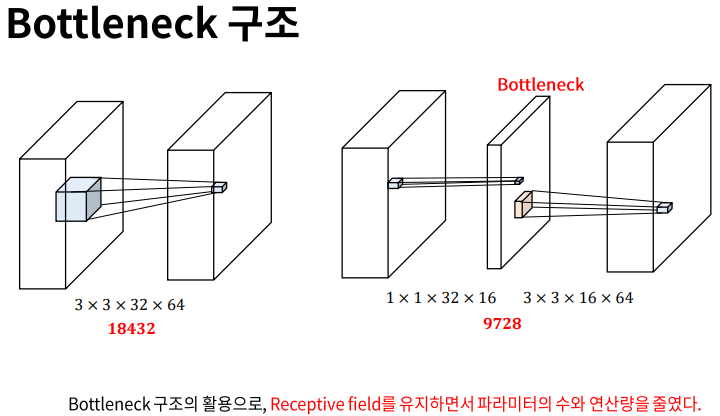 Bottleneck 구조
Bottleneck
3 × 3 × 32 × 64
18432
1 × 1 × 32 × 16
3 × 3 × 16 × 64
9728
Bottleneck 구조의 활용으로, Receptive field를 유지하면서 파라미터의 수와 연산량을 줄였다.